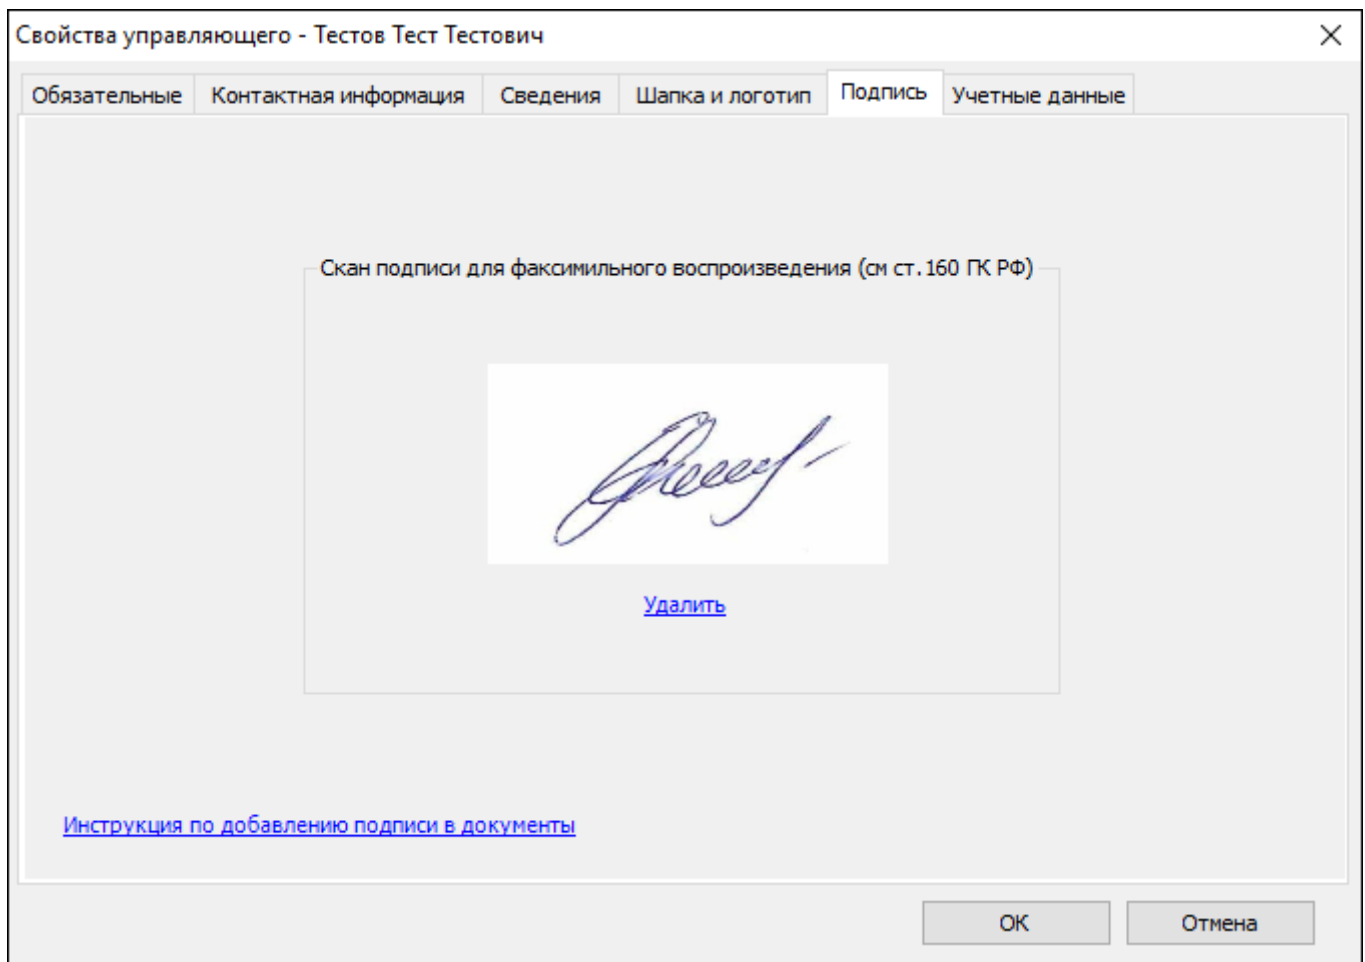 Свойства управляющего - Тестов Тест Тестович
Обязательные Контактная информация Сведения Шапка и логотип Подпись Учетные данные
Скан подписи для факсимильного воспроизведения (см ст.160 ГК РФ)
Удалить
Инструкция по добавлению подписи в документы
ОК Отмена